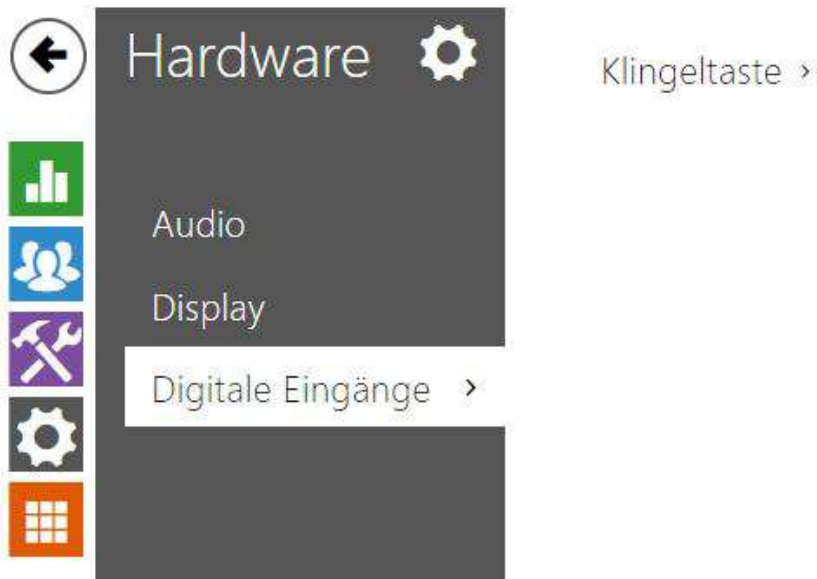 Hardware
Klingeltaste ›
Audio
Display
Digitale Eingänge ›